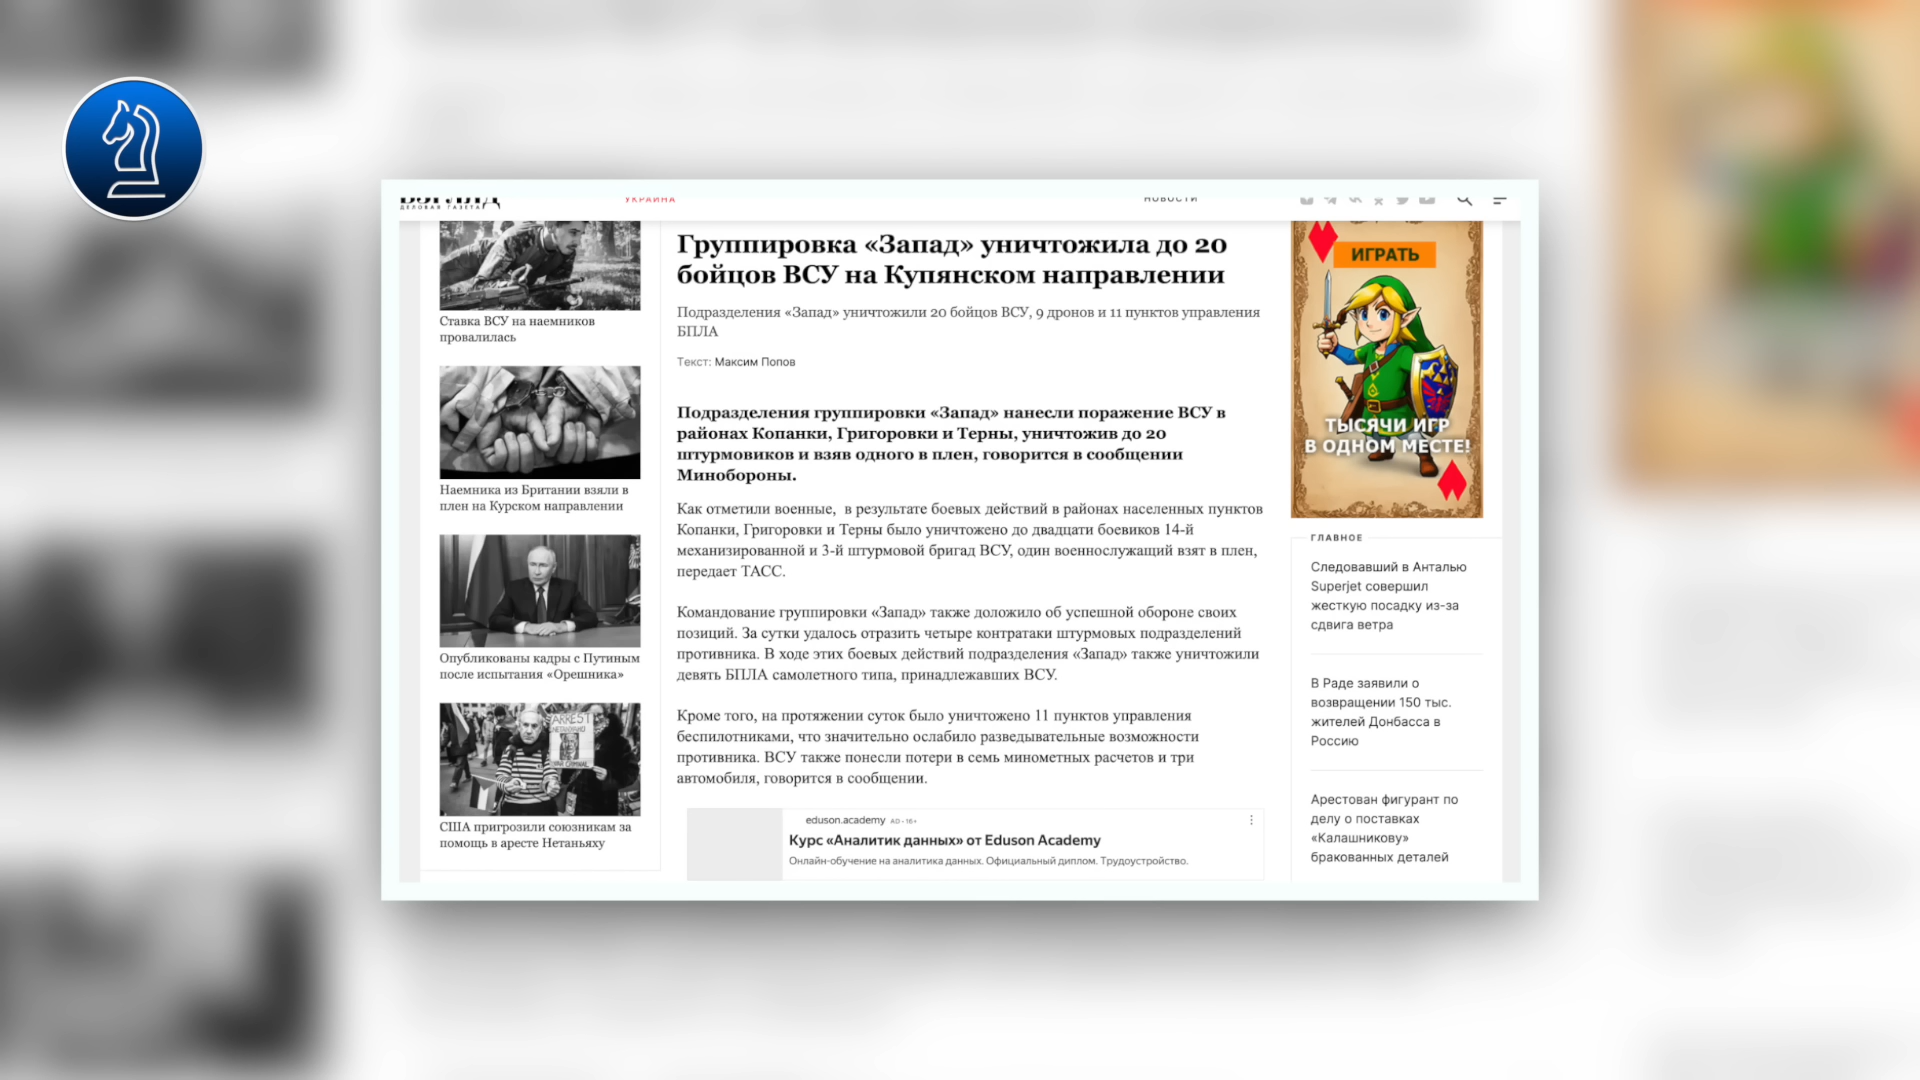 ВЗГЛЯД
ДЕЛОВАЯ ГАЗЕТА
УКРАИНА
НОВОСТИ
Ставка ВСУ на наемников
провалилась
Наемника из Британии взяли в
плен на Курском направлении
Опубликованы кадры с Путиным
после испытания «Орешника»
ARREST
NETANYAHU
WAR CRIMINAL
США пригрозили союзникам за
помощь в аресте Нетаньяху
Группировка «Запад» уничтожила до 20
бойцов ВСУ на Купянском направлении
Подразделения «Запад» уничтожили 20 бойцов ВСУ, 9 дронов и 11 пунктов управления
БПЛА
Текст: Максим Попов
Подразделения группировки «Запад» нанесли поражение ВСУ в
районах Копанки, Григоровки и Терны, уничтожив до 20
штурмовиков и взяв одного в плен, говорится в сообщении
Минобороны.
Как отметили военные, в результате боевых действий в районах населенных пунктов
Копанки, Григоровки и Терны было уничтожено до двадцати боевиков 14-й
механизированной и 3-й штурмовой бригад ВСУ, один военнослужащий взят в плен,
передает ТАСС.
Командование группировки «Запад» также доложило об успешной обороне своих
позиций. За сутки удалось отразить четыре контратаки штурмовых подразделений
противника. В ходе этих боевых действий подразделения «Запад» также уничтожили
девять БПЛА самолетного типа, принадлежавших ВСУ.
Кроме того, на протяжении суток было уничтожено 11 пунктов управления
беспилотниками, что значительно ослабило разведывательные возможности
противника. ВСУ также понесли потери в семь минометных расчетов и три
автомобиля, говорится в сообщении.
eduson.academy AD • 16+
Курс «Аналитик данных» от Eduson Academy
Онлайн-обучение на аналитика данных. Официальный диплом. Трудоустройство.
ИГРАТЬ
ТЫСЯЧИ ИГР
В ОДНОМ МЕСТЕ!
ГЛАВНОЕ
Следовавший в Анталью
Superjet совершил
жесткую посадку из-за
сдвига ветра
В Раде заявили о
возвращении 150 тыс.
жителей Донбасса в
Россию
Арестован фигурант по
делу о поставках
«Калашникову»
бракованных деталей